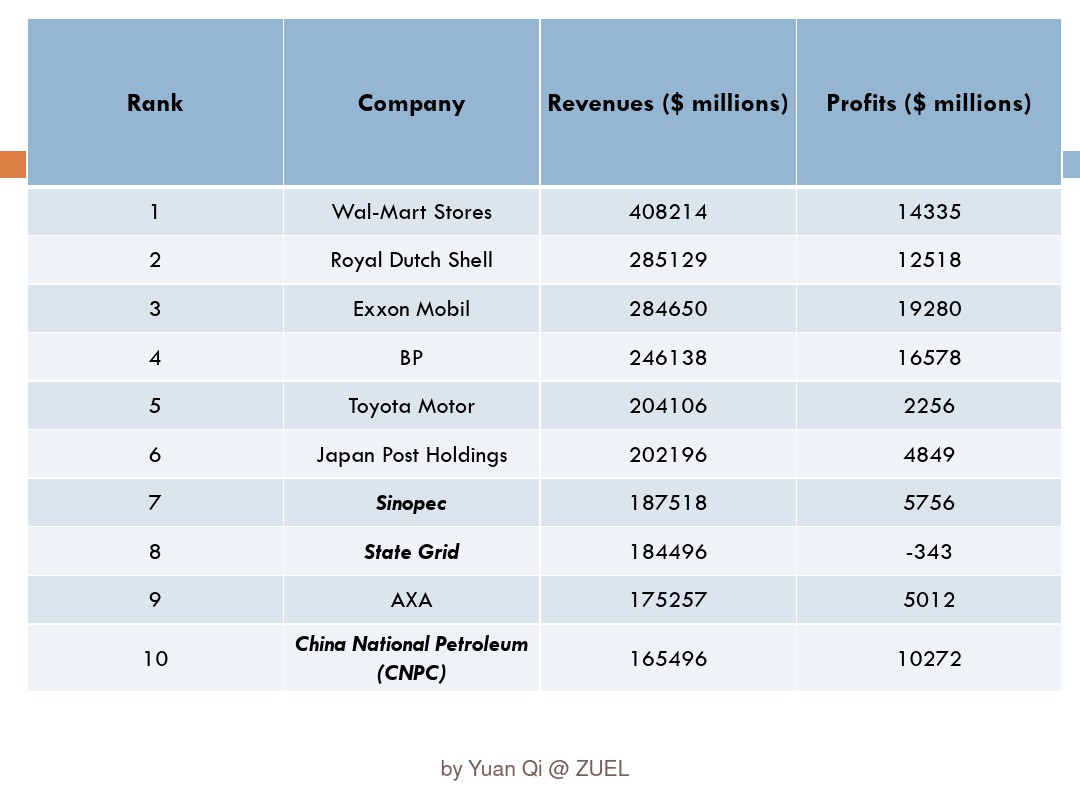 Rank Company Revenues ($ millions) Profits ($ millions)
1 Wal-Mart Stores 408214 14335
2 Royal Dutch Shell 285129 12518
3 Exxon Mobil 284650 19280
4 BP 246138 16578
5 Toyota Motor 204106 2256
6 Japan Post Holdings 202196 4849
7 Sinopec 187518 5756
8 State Grid 184496 -343
9 AXA 175257 5012
10 China National Petroleum
(CNPC) 165496 10272
by Yuan Qi @ ZUEL